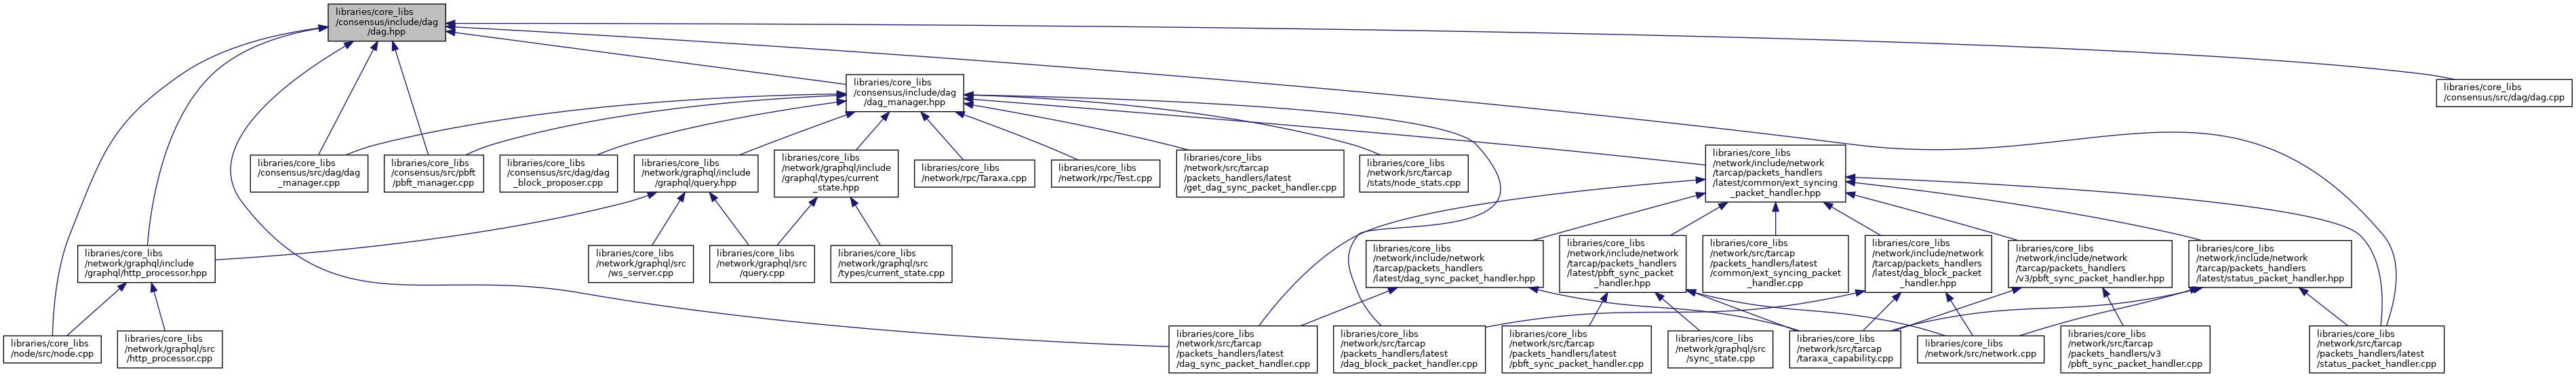 libraries/core_libs
/consensus/include/dag
/dag.hpp
libraries/core_libs
/consensus/include/dag
/dag_manager.hpp
libraries/core_libs
/consensus/src/dag/dag.cpp
libraries/core_libs
/consensus/src/dag/dag
_manager.cpp
libraries/core_libs
/consensus/src/pbft
/pbft_manager.cpp
libraries/core_libs
/consensus/src/dag/dag
_block_proposer.cpp
libraries/core_libs
/network/graphql/include
/graphql/query.hpp
libraries/core_libs
/network/graphql/include
/graphql/types/current
_state.hpp
libraries/core_libs
/network/rpc/Taraxa.cpp
libraries/core_libs
/network/rpc/Test.cpp
libraries/core_libs
/network/src/tarcap
/packets_handlers/latest
/get_dag_sync_packet_handler.cpp
libraries/core_libs
/network/src/tarcap
/stats/node_stats.cpp
libraries/core_libs
/network/include/network
/tarcap/packets_handlers
/latest/common/ext_syncing
_packet_handler.hpp
libraries/core_libs
/network/graphql/include
/graphql/http_processor.hpp
libraries/core_libs
/network/graphql/src
/ws_server.cpp
libraries/core_libs
/network/graphql/src
/query.cpp
libraries/core_libs
/network/graphql/src
/types/current_state.cpp
libraries/core_libs
/network/include/network
/tarcap/packets_handlers
/latest/dag_sync_packet_handler.hpp
libraries/core_libs
/network/include/network
/tarcap/packets_handlers
/latest/pbft_sync_packet
_handler.hpp
libraries/core_libs
/network/src/tarcap
/packets_handlers/latest
/common/ext_syncing_packet
_handler.cpp
libraries/core_libs
/network/include/network
/tarcap/packets_handlers
/latest/dag_block_packet
_handler.hpp
libraries/core_libs
/network/include/network
/tarcap/packets_handlers
/v3/pbft_sync_packet_handler.hpp
libraries/core_libs
/network/include/network
/tarcap/packets_handlers
/latest/status_packet_handler.hpp
libraries/core_libs
/node/src/node.cpp
libraries/core_libs
/network/graphql/src
/http_processor.cpp
libraries/core_libs
/network/src/tarcap
/packets_handlers/latest
/dag_sync_packet_handler.cpp
libraries/core_libs
/network/src/tarcap
/packets_handlers/latest
/dag_block_packet_handler.cpp
libraries/core_libs
/network/src/tarcap
/packets_handlers/latest
/pbft_sync_packet_handler.cpp
libraries/core_libs
/network/graphql/src
/sync_state.cpp
libraries/core_libs
/network/src/tarcap
/taraxa_capability.cpp
libraries/core_libs
/network/src/network.cpp
libraries/core_libs
/network/src/tarcap
/packets_handlers/v3
/pbft_sync_packet_handler.cpp
libraries/core_libs
/network/src/tarcap
/packets_handlers/latest
/status_packet_handler.cpp